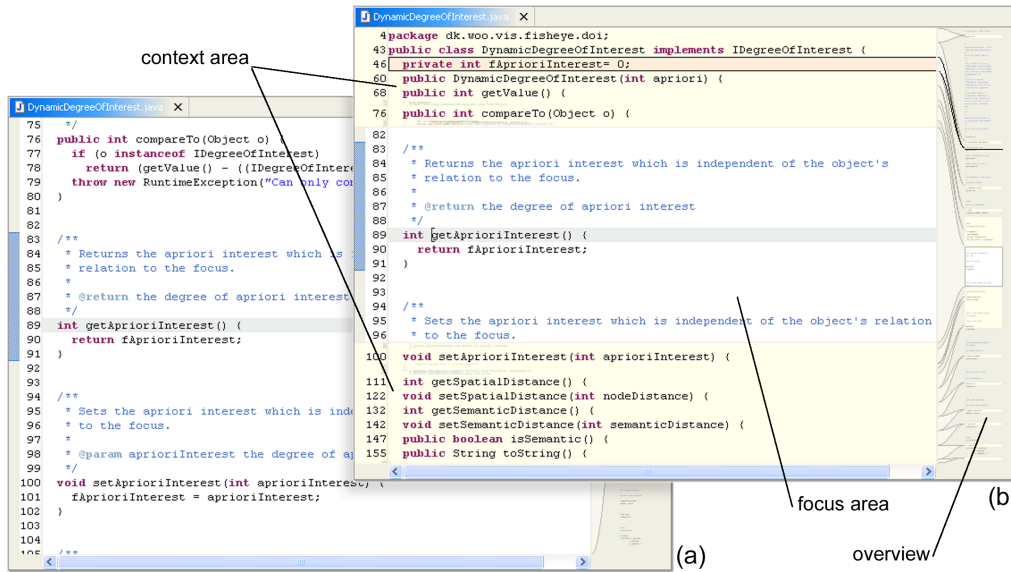 DynamicDegreeOfInterest.java
4 package dk.woo.vis.fisheye.doi;
43 public class DynamicDegreeOfInterest implements IDegreeOfInterest {
46 private int fAprioriInterest= 0;
60 public DynamicDegreeOfInterest(int apriori) {
68 public int getValue() {
76 public int compareTo(Object o) {
82
83 /**
84 * Returns the apriori interest which is independent of the object's
85 * relation to the focus.
86 *
87 * @return the degree of apriori interest
88 */
89 int getAprioriInterest() {
90 return fAprioriInterest;
91 }
92
93
94 /**
95 * Sets the apriori interest which is independent of the object's relation
96 * to the focus.
100 void setAprioriInterest(int aprioriInterest) {
111 int getSpatialDistance() {
122 void setSpatialDistance(int nodeDistance) {
132 int getSemanticDistance() {
142 void setSemanticDistance(int semanticDistance) {
147 public boolean isSemantic() {
155 public String toString() {
context area
DynamicDegreeOfInterest.java
75 */
76 public int compareTo(Object o) {
77 if (o instanceof IDegreeOfInterest)
78 return (getValue() - ((IDegreeOfInteres
79 throw new RuntimeException("Can only co
80 }
81
82
83 /**
84 * Returns the apriori interest which is i
85 * relation to the focus.
86 *
87 * @return the degree of apriori interest
88 */
89 int getAprioriInterest() {
90 return fAprioriInterest;
91 }
92
93
94 /**
95 * Sets the apriori interest which is inde
96 * to the focus.
97 *
98 * @param aprioriInterest the degree of ap
99 */
100 void setAprioriInterest(int aprioriInterest) {
101 fAprioriInterest = aprioriInterest;
102 }
103
104
105 /**
(a)
(b)
focus area
overview